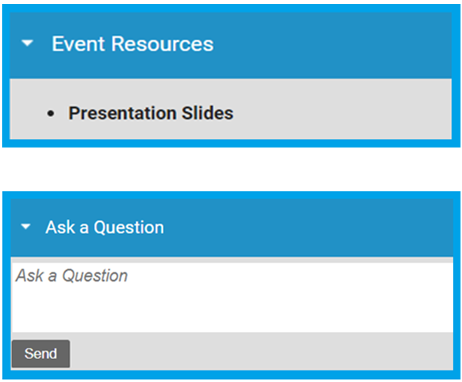 Event Resources
• Presentation Slides
Ask a Question
Ask a Question
Send